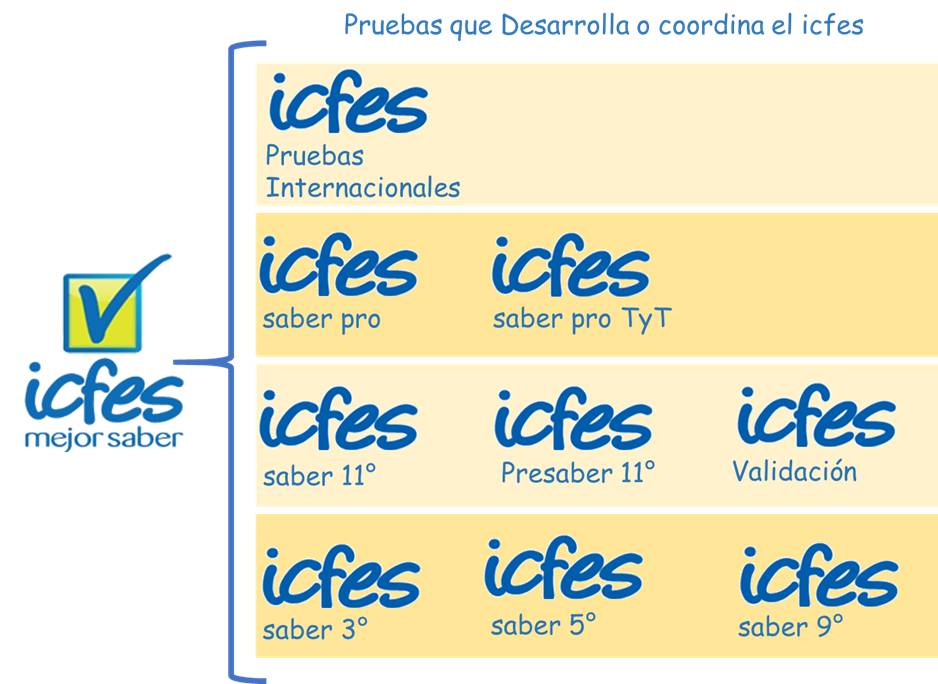 Pruebas que Desarrolla o coordina el icfes
icfes
Pruebas
Internacionales
icfes
saber pro
icfes
saber pro TyT
icfes
mejor saber
icfes
saber 11°
icfes
Presaber 11°
icfes
Validación
icfes
saber 3°
icfes
saber 5°
icfes
saber 9°